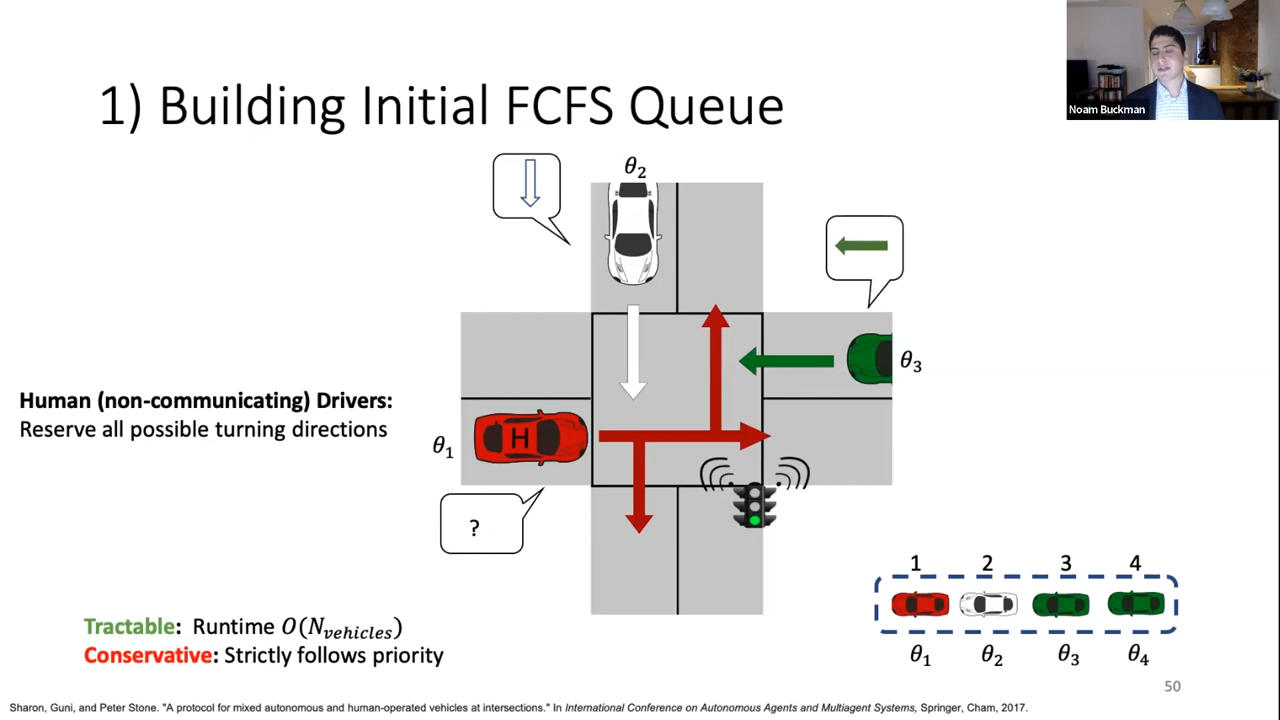 Noam Buckman
1) Building Initial FCFS Queue
θ₂
θ₃
Human (non-communicating) Drivers:
Reserve all possible turning directions
H
θ₁
?
1 2 3 4
θ₁ θ₂ θ₃ θ₄
Tractable: Runtime O(N_vehicles)
Conservative: Strictly follows priority
50
Sharon, Guni, and Peter Stone. "A protocol for mixed autonomous and human-operated vehicles at intersections." In International Conference on Autonomous Agents and Multiagent Systems, Springer, Cham, 2017.